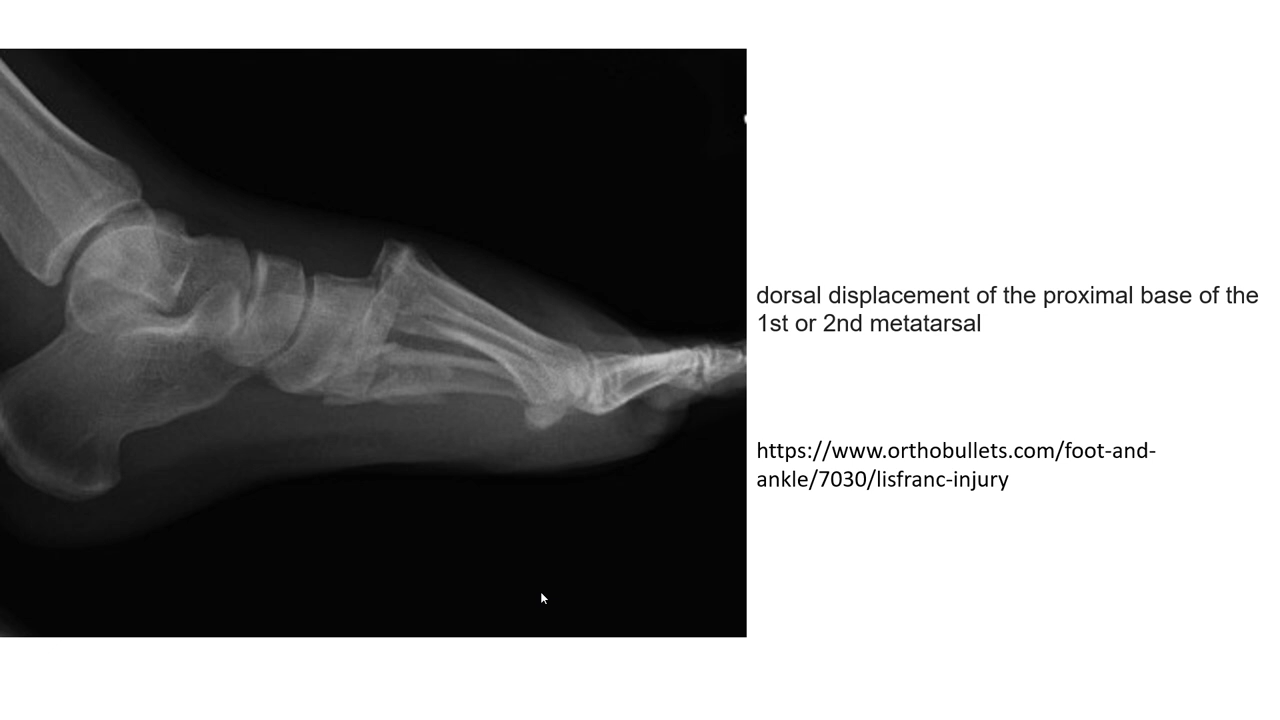 dorsal displacement of the proximal base of the
1st or 2nd metatarsal
https://www.orthobullets.com/foot-and-
ankle/7030/lisfranc-injury